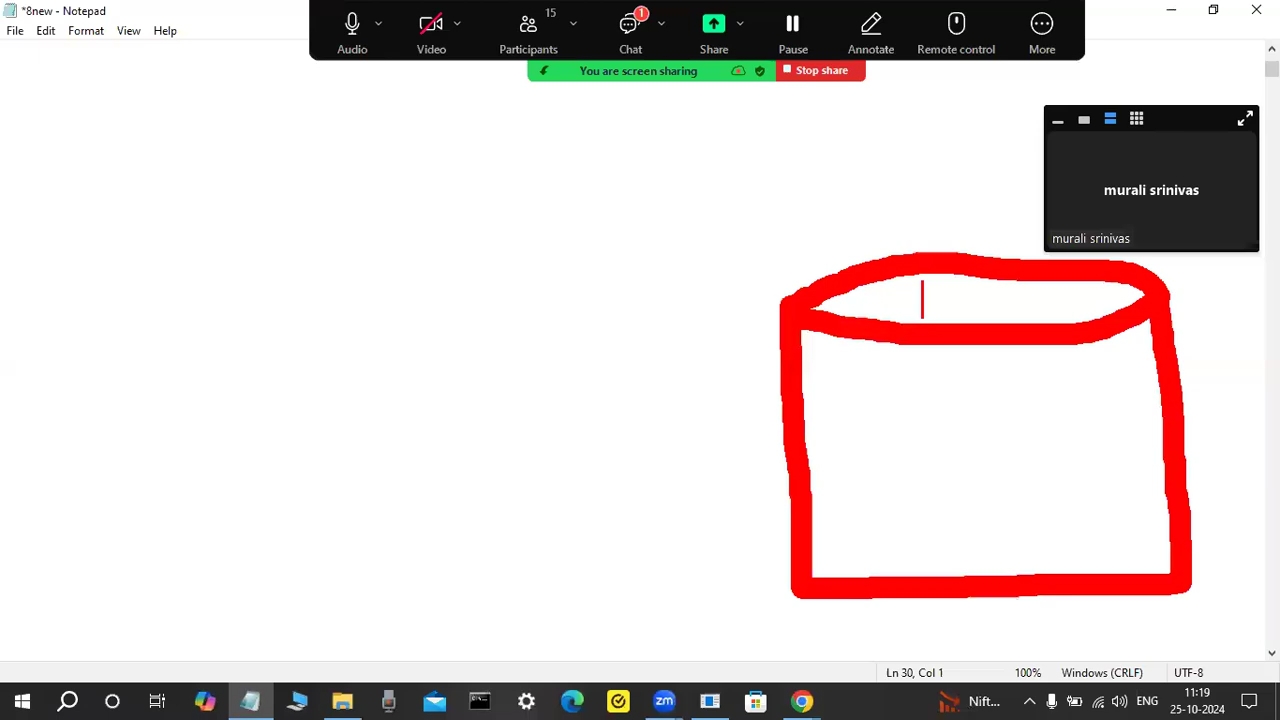 *8new - Notepad
File Edit Format View Help
15
1
Audio Video Participants Chat Share Pause Annotate Remote control More
You are screen sharing Stop share
murali srinivas
murali srinivas
Ln 30, Col 1 100% Windows (CRLF) UTF-8
zm Nift... ENG 11:19
25-10-2024